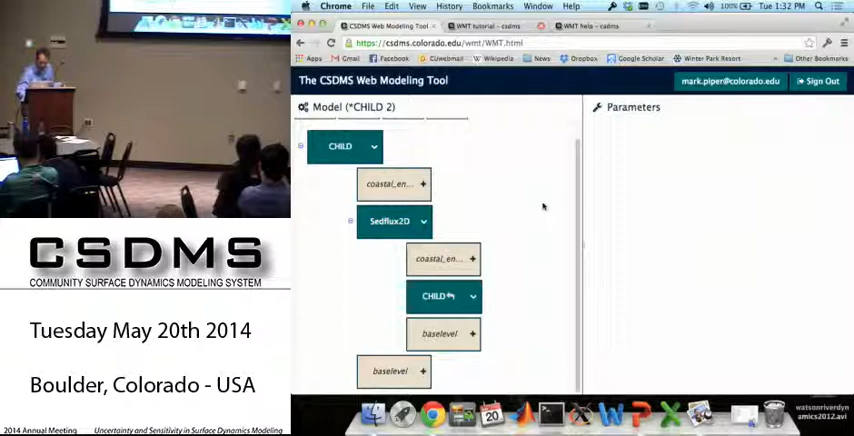 Chrome File Edit View History Bookmarks Window Help
100% Tue 1:32 PM
CSDMS Web Modeling Tool
WMT tutorial - csdms
WMT help - csdms
https://csdms.colorado.edu/wmt/WMT.html
Apps Gmail Facebook CUwebmail Wikipedia News Dropbox Google Scholar Winter Park Resort » Other Bookmarks
The CSDMS Web Modeling Tool
mark.piper@colorado.edu
Sign Out
Model (*CHILD 2)
Parameters
CHILD
coastal_en... +
Sedflux2D
coastal_en... +
CHILD
baselevel +
baselevel +
20
watsonriverdyn
amics2012.avi
CSDMS
COMMUNITY SURFACE DYNAMICS MODELING SYSTEM
Tuesday May 20th 2014
Boulder, Colorado - USA
2014 Annual Meeting Uncertainty and Sensitivity in Surface Dynamics Modeling